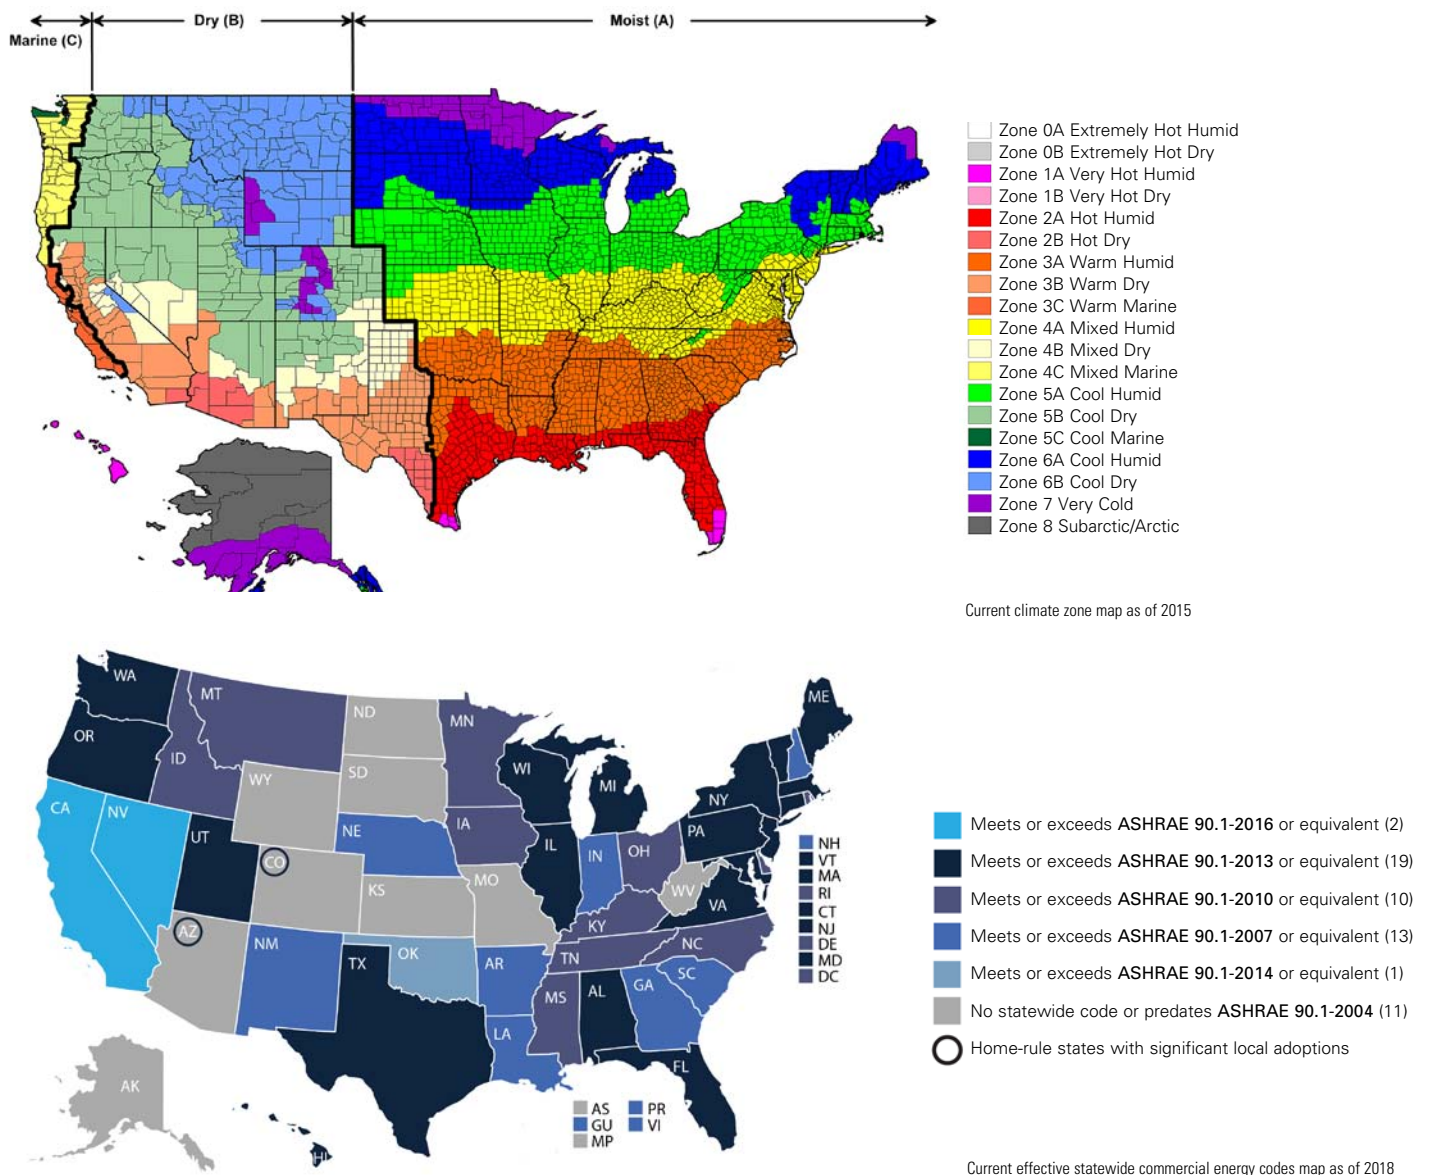 Dry (B)
Moist (A)
Marine (C)
Zone 0A Extremely Hot Humid
Zone 0B Extremely Hot Dry
Zone 1A Very Hot Humid
Zone 1B Very Hot Dry
Zone 2A Hot Humid
Zone 2B Hot Dry
Zone 3A Warm Humid
Zone 3B Warm Dry
Zone 3C Warm Marine
Zone 4A Mixed Humid
Zone 4B Mixed Dry
Zone 4C Mixed Marine
Zone 5A Cool Humid
Zone 5B Cool Dry
Zone 5C Cool Marine
Zone 6A Cool Humid
Zone 6B Cool Dry
Zone 7 Very Cold
Zone 8 Subarctic/Arctic
Current climate zone map as of 2015
WA
MT
ND
MN
ME
OR
ID
SD
WI
MI
WY
NY
CA
NV
UT
NE
IA
PA
IL
IN
OH
CO
KS
MO
WV
VA
KY
AZ
NM
OK
AR
TN
NC
TX
MS
AL
GA
SC
LA
FL
AK
HI
NH
VT
MA
RI
CT
NJ
DE
MD
DC
AS
PR
GU
VI
MP
Meets or exceeds ASHRAE 90.1-2016 or equivalent (2)
Meets or exceeds ASHRAE 90.1-2013 or equivalent (19)
Meets or exceeds ASHRAE 90.1-2010 or equivalent (10)
Meets or exceeds ASHRAE 90.1-2007 or equivalent (13)
Meets or exceeds ASHRAE 90.1-2014 or equivalent (1)
No statewide code or predates ASHRAE 90.1-2004 (11)
Home-rule states with significant local adoptions
Current effective statewide commercial energy codes map as of 2018